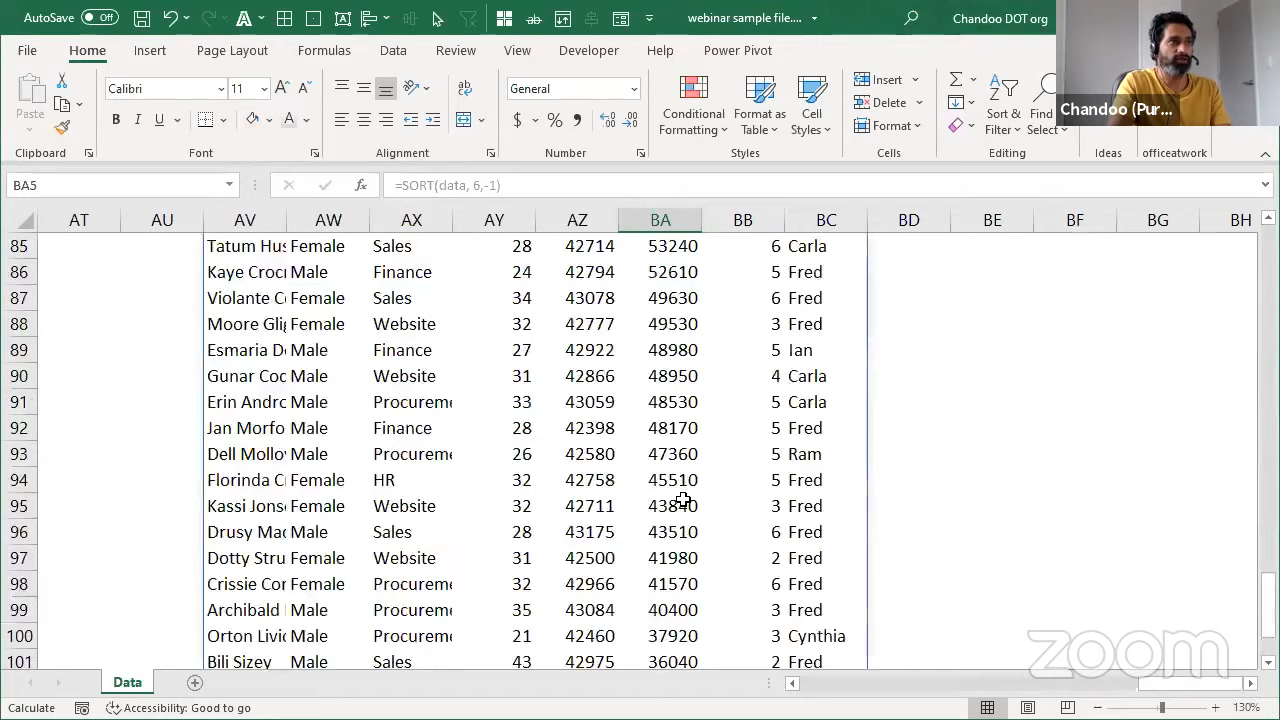 AutoSave Off webinar sample file.... Chandoo DOT org
File Home Insert Page Layout Formulas Data Review View Developer Help Power Pivot
Calibri 11 General
Paste Conditional Formatting Format as Table Cell Styles Insert Delete Format Sort & Filter Find Select
Chandoo (Pur...
Clipboard Font Alignment Number Styles Cells Editing Ideas officeatwork
BA5 =SORT(data, 6,-1)
AT AU AV AW AX AY AZ BA BB BC BD BE BF BG BH
85 Tatum Hus Female Sales 28 42714 53240 6 Carla
86 Kaye Croc Male Finance 24 42794 52610 5 Fred
87 Violante C Female Sales 34 43078 49630 6 Fred
88 Moore Gli Female Website 32 42777 49530 3 Fred
89 Esmaria D Male Finance 27 42922 48980 5 Ian
90 Gunar Coc Male Website 31 42866 48950 4 Carla
91 Erin Andro Male Procureme 33 43059 48530 5 Carla
92 Jan Morfo Male Finance 28 42398 48170 5 Fred
93 Dell Mollo Male Procureme 26 42580 47360 5 Ram
94 Florinda C Female HR 32 42758 45510 5 Fred
95 Kassi Jons Female Website 32 42711 43840 3 Fred
96 Drusy Mac Male Sales 28 43175 43510 6 Fred
97 Dotty Stru Female Website 31 42500 41980 2 Fred
98 Crissie Cor Female Procureme 32 42966 41570 6 Fred
99 Archibald Male Procureme 35 43084 40400 3 Fred
100 Orton Livi Male Procureme 21 42460 37920 3 Cynthia
101 Bili Sizey Male Sales 43 42975 36040 2 Fred
zoom
Data
Calculate Accessibility: Good to go 130%